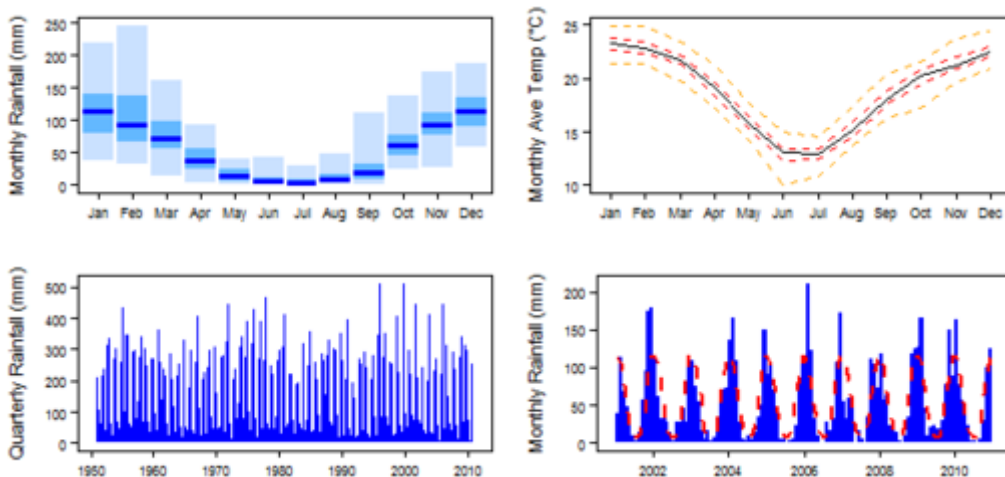 Monthly Rainfall (mm)
250
200
150
100
50
0
Jan Feb Mar Apr May Jun Jul Aug Sep Oct Nov Dec
Monthly Ave Temp (°C)
25
20
15
10
Jan Feb Mar Apr May Jun Jul Aug Sep Oct Nov Dec
Quarterly Rainfall (mm)
500
400
300
200
100
0
1950 1960 1970 1980 1990 2000 2010
Monthly Rainfall (mm)
200
150
100
50
0
2002 2004 2006 2008 2010